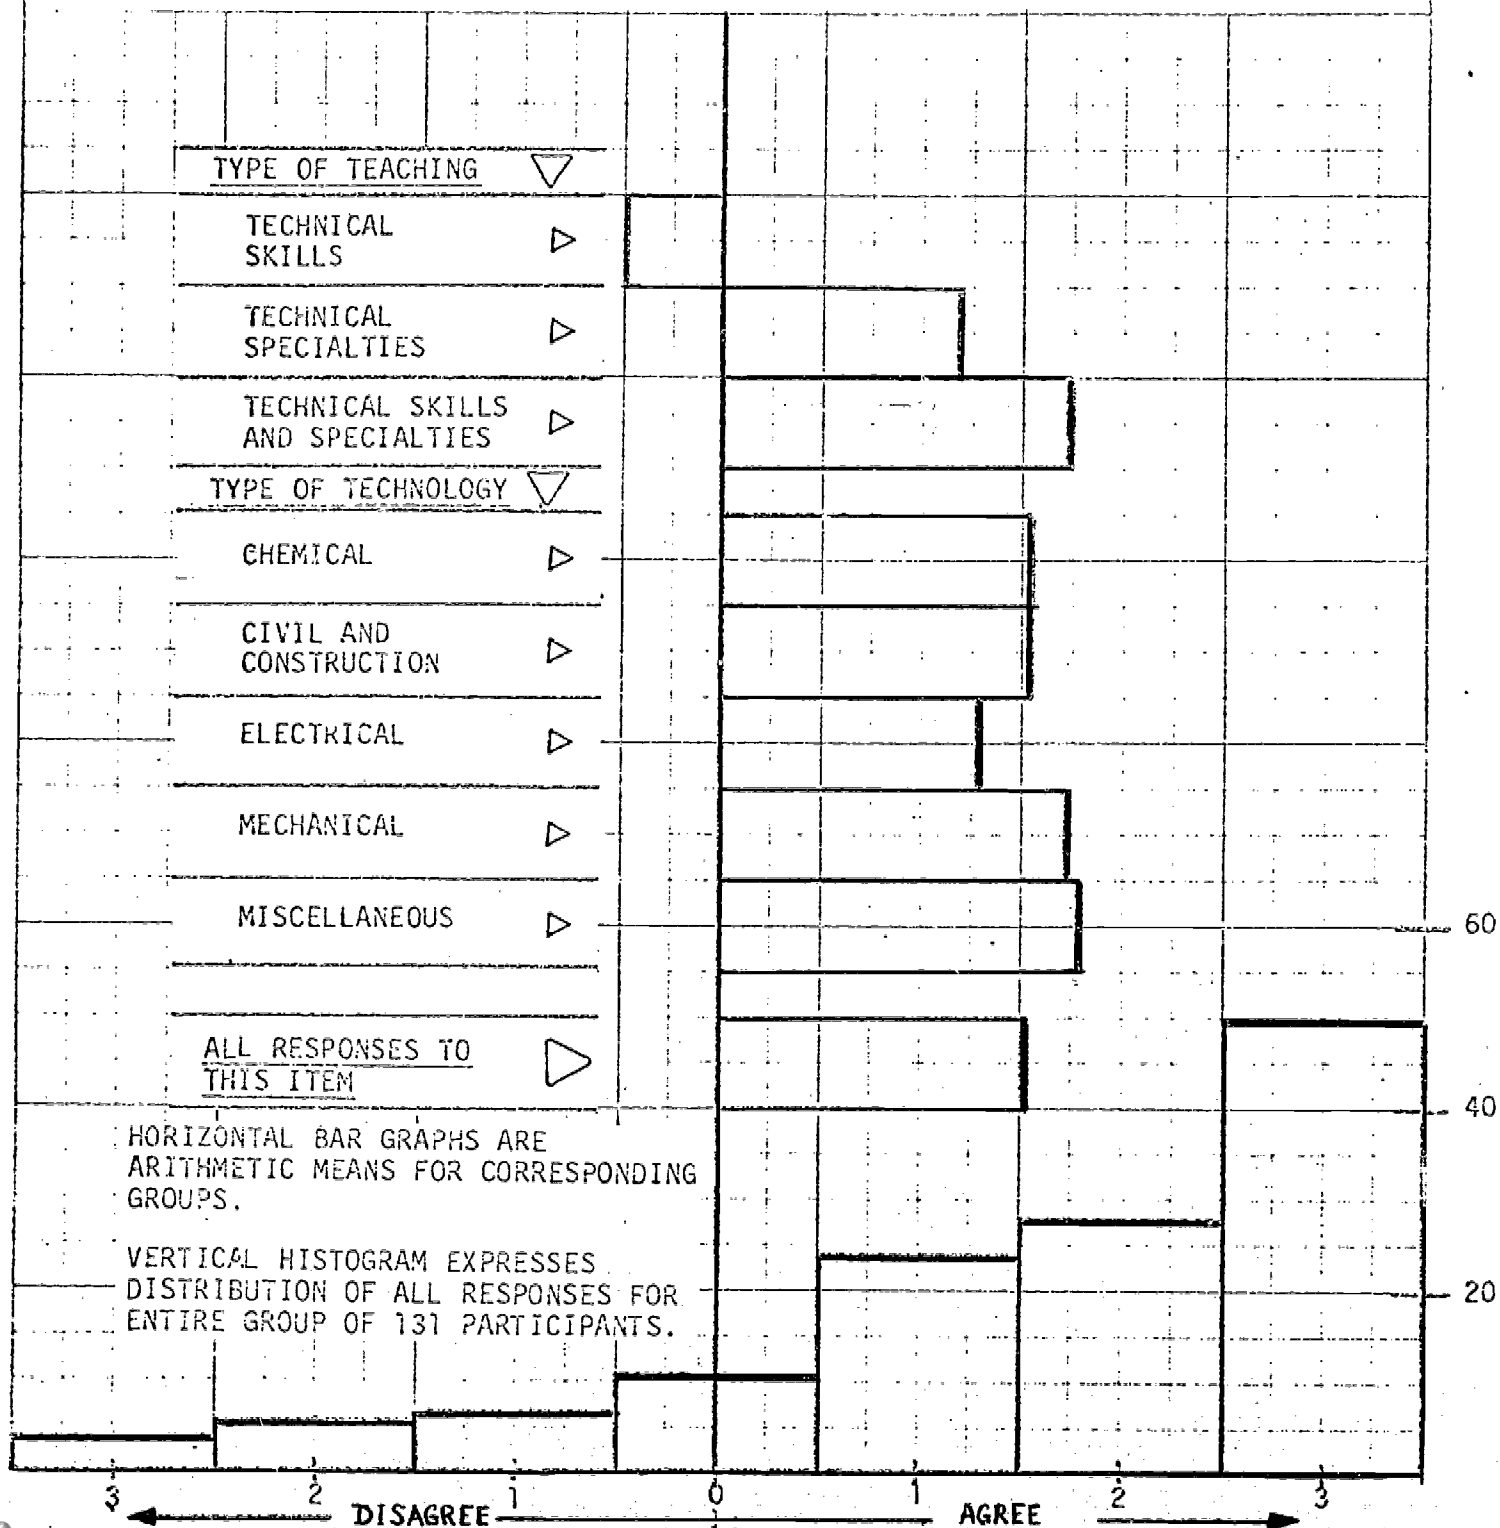 TYPE OF TEACHING
TECHNICAL
SKILLS
TECHNICAL
SPECIALTIES
TECHNICAL SKILLS
AND SPECIALTIES
TYPE OF TECHNOLOGY
CHEMICAL
CIVIL AND
CONSTRUCTION
ELECTRICAL
MECHANICAL
MISCELLANEOUS
60
ALL RESPONSES TO
THIS ITEM
40
HORIZONTAL BAR GRAPHS ARE
ARITHMETIC MEANS FOR CORRESPONDING
GROUPS.
VERTICAL HISTOGRAM EXPRESSES
DISTRIBUTION OF ALL RESPONSES FOR
ENTIRE GROUP OF 131 PARTICIPANTS.
20
3 2 1 0 1 2 3
DISAGREE AGREE